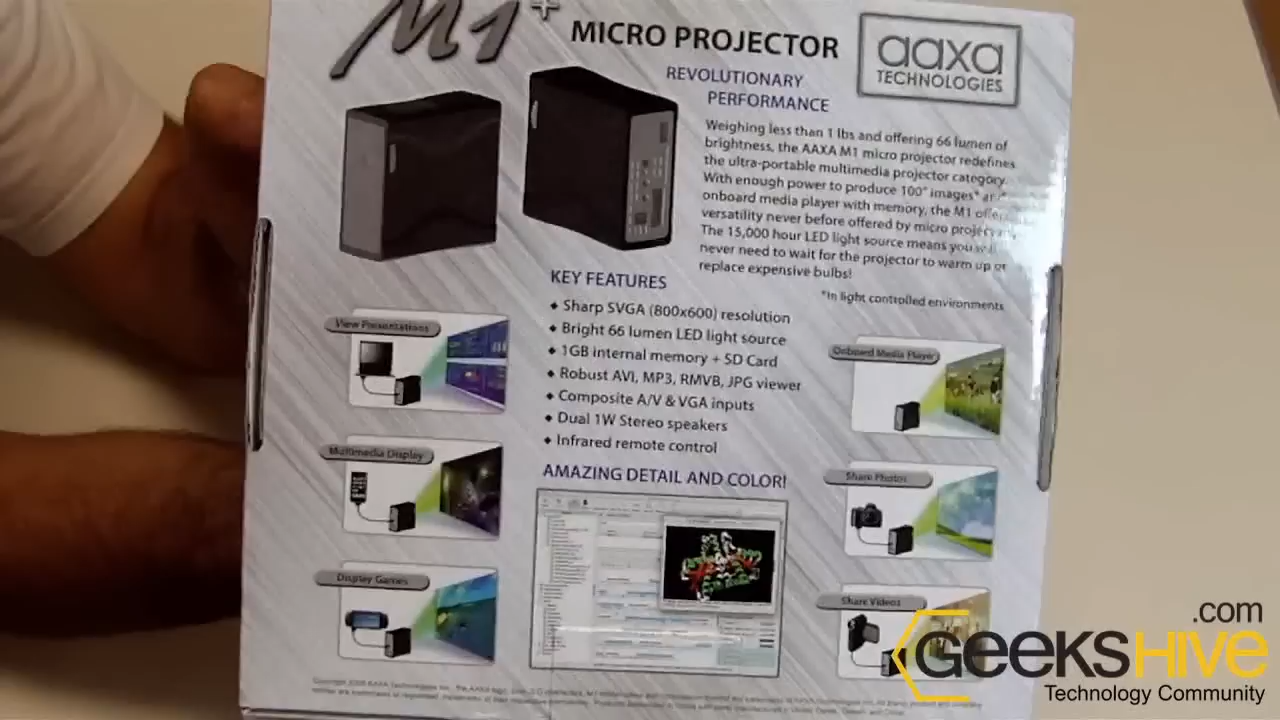 M1+
MICRO PROJECTOR
aaxa
TECHNOLOGIES
REVOLUTIONARY
PERFORMANCE
Weighing less than 1 lbs and offering 66 lumen of
brightness, the AAXA M1 micro projector redefines
the ultra-portable multimedia projector category.
With enough power to produce 100" images*
onboard media player with memory, the M1
versatility never before offered by micro
The 15,000 hour LED light source means you
never need to wait for the projector to warm up or
replace expensive bulbs!
*In light controlled environments
KEY FEATURES
◆ Sharp SVGA (800x600) resolution
◆ Bright 66 lumen LED light source
◆ 1GB internal memory + SD Card
◆ Robust AVI, MP3, RMVB, JPG viewer
◆ Composite A/V & VGA inputs
◆ Dual 1W Stereo speakers
◆ Infrared remote control
AMAZING DETAIL AND COLOR!
View Presentations
Multimedia Display
Display Games
Onboard Media Player
Share Photos
Share Videos
.com
GEEKSHIVE
Technology Community